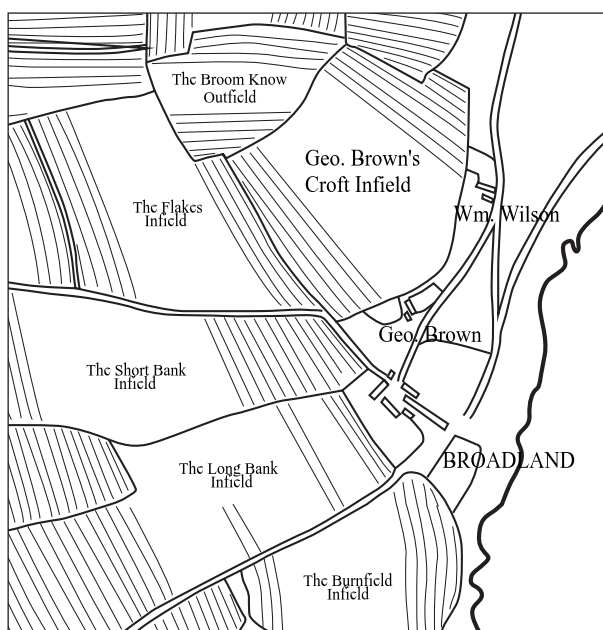 The Broom Know
Outfield
Geo. Brown's
Croft Infield
The Flakes
Infield
Wm. Wilson
Geo. Brown
The Short Bank
Infield
The Long Bank
Infield
BROADLAND
The Burnfield
Infield